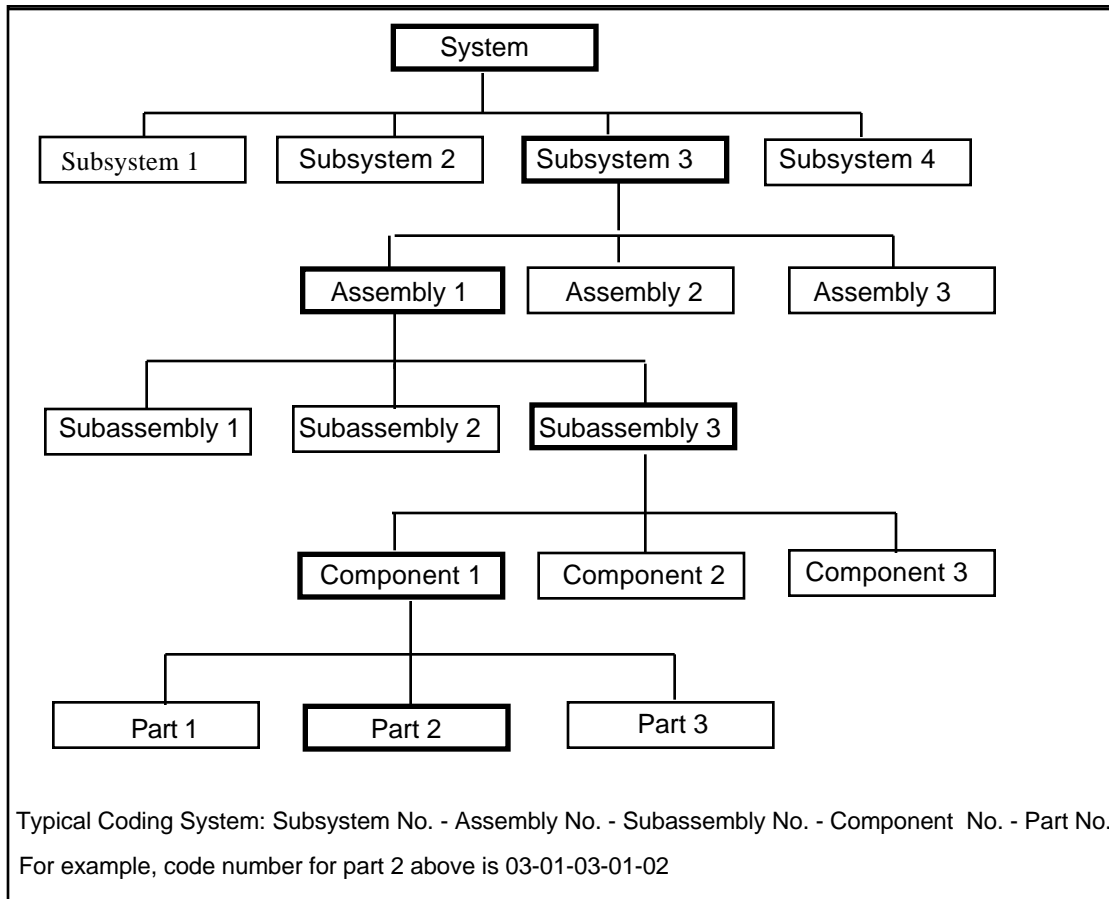 System
Subsystem 1
Subsystem 2
Subsystem 3
Subsystem 4
Assembly 1
Assembly 2
Assembly 3
Subassembly 1
Subassembly 2
Subassembly 3
Component 1
Component 2
Component 3
Part 1
Part 2
Part 3
Typical Coding System: Subsystem No. - Assembly No. - Subassembly No. - Component No. - Part No.
For example, code number for part 2 above is 03-01-03-01-02